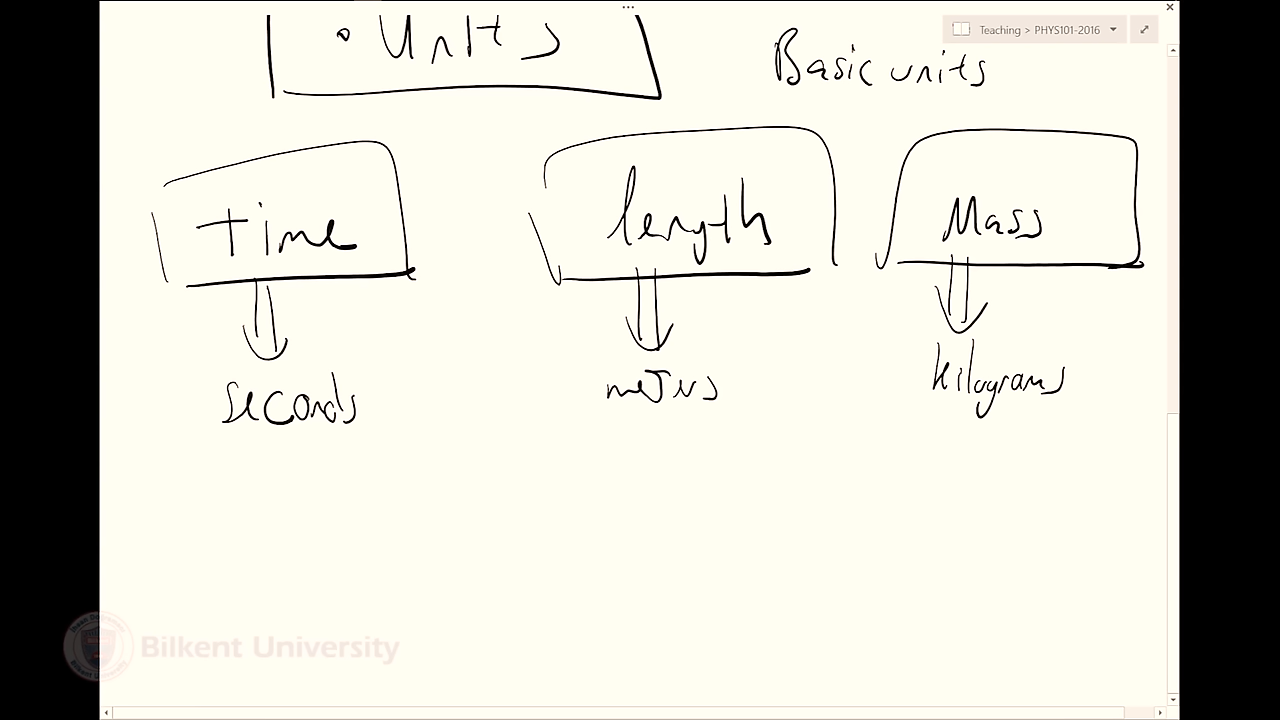 • Units
Teaching > PHYS101-2016
Basic units
time
length
Mass
seconds
meters
kilograms
Bilkent University